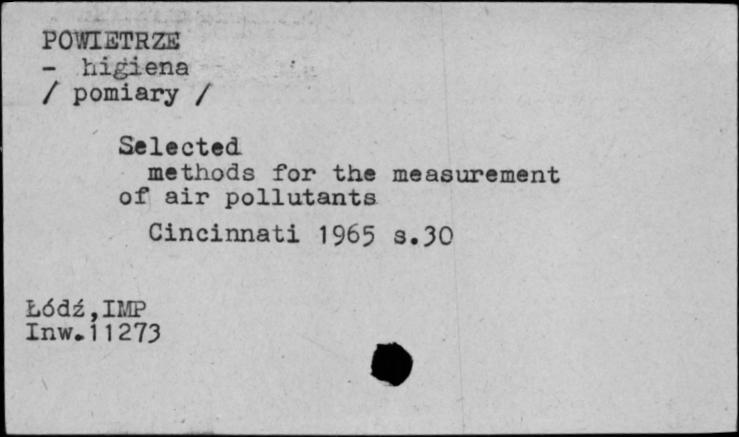 POWIETRZE
- higiena
/ pomiary /
Selected
methods for the measurement
of air pollutants
Cincinnati 1965 s.30
Łódź,IMP
Inw.11273